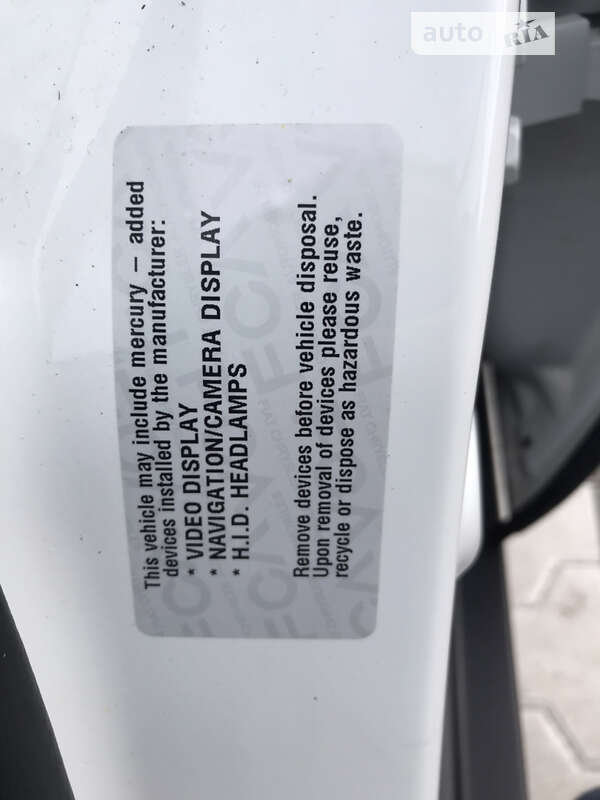 auto RIA
This vehicle may include mercury – added
devices installed by the manufacturer:
* VIDEO DISPLAY
* NAVIGATION/CAMERA DISPLAY
* H.I.D. HEADLAMPS
Remove devices before vehicle disposal.
Upon removal of devices please reuse,
recycle or dispose as hazardous waste.